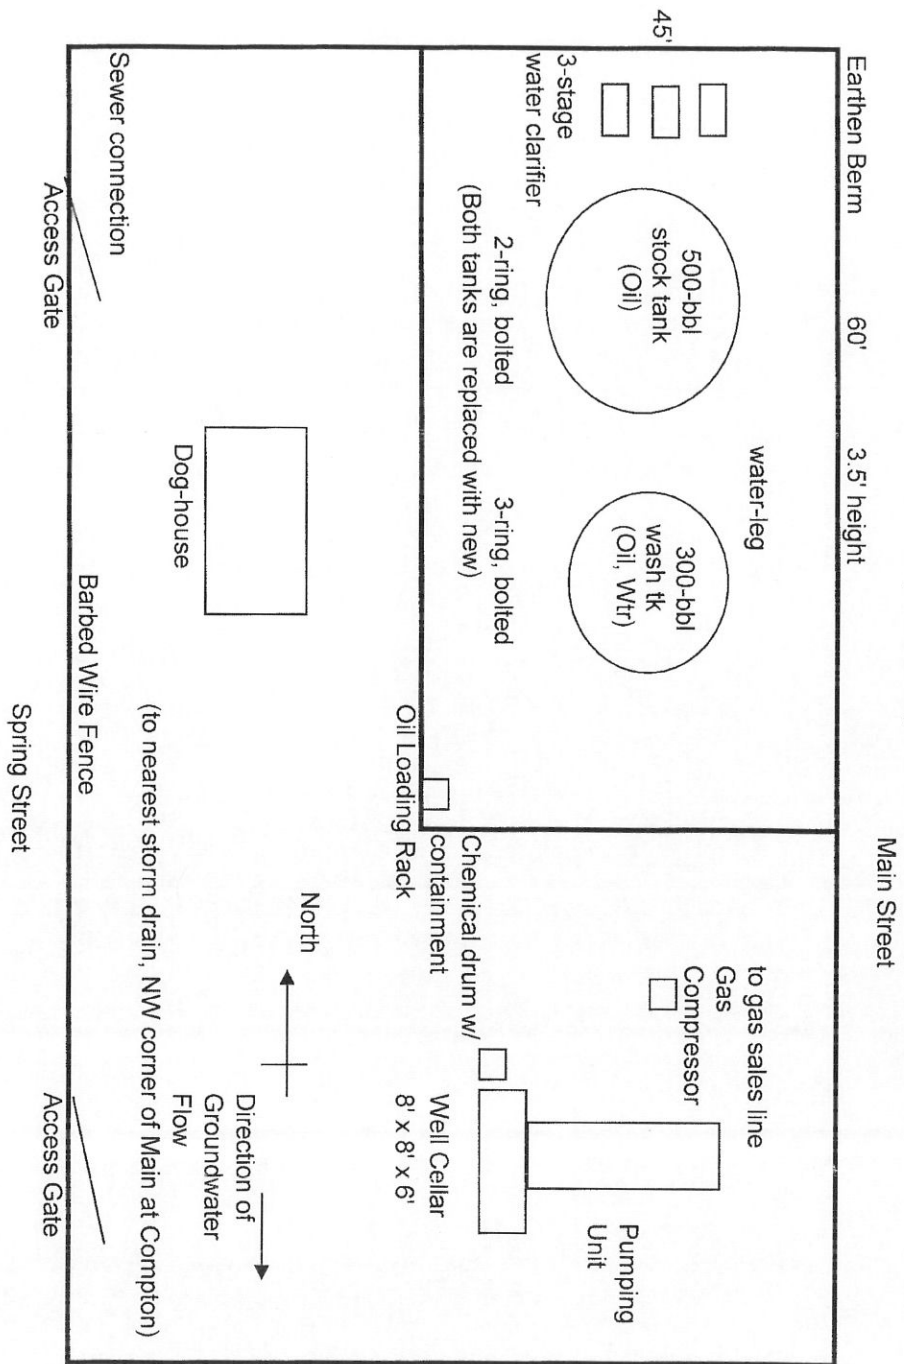 Main Street
Earthen Berm
60'
3.5' height
45'
3-stage
water clarifier
500-bbl
stock tank
(Oil)
water-leg
300-bbl
wash tk
(Oil, Wtr)
2-ring, bolted
3-ring, bolted
(Both tanks are replaced with new)
to gas sales line
Gas
Compressor
Pumping
Unit
Chemical drum w/
containment
Well Cellar
8' x 8' x 6'
Oil Loading Rack
North
Direction of
Groundwater
Flow
Dog-house
(to nearest storm drain, NW corner of Main at Compton)
Sewer connection
Access Gate
Barbed Wire Fence
Access Gate
Spring Street